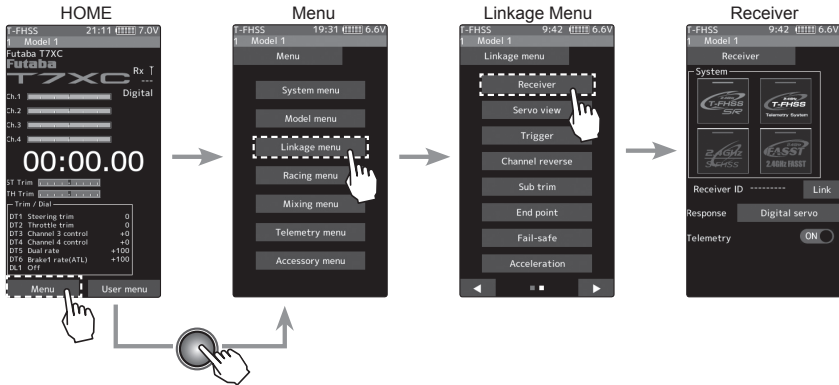 HOME
T-FHSS 21:11 7.0V
1 Model 1
Futaba T7XC
Futaba
T7XC
Rx
---
Digital
Ch.1
Ch.2
Ch.3
Ch.4
00:00.00
ST Trim
TH Trim
Trim / Dial
DT1 Steering trim 0
DT2 Throttle trim 0
DT3 Channel 3 control +0
DT4 Channel 4 control +0
DT5 Dual rate +100
DT6 Brake1 rate(ATL) +100
DL1 Off
Menu User menu
Menu
T-FHSS 19:31 6.6V
1 Model 1
Menu
System menu
Model menu
Linkage menu
Racing menu
Mixing menu
Telemetry menu
Accessory menu
Linkage Menu
T-FHSS 9:42 6.6V
1 Model 1
Linkage menu
Receiver
Servo view
Trigger
Channel reverse
Sub trim
End point
Fail-safe
Acceleration
Receiver
T-FHSS 9:42 6.6V
1 Model 1
Receiver
System
T-FHSS
SR
T-FHSS
Telemetry System
2.4GHz
S-FHSS
FASST
2.4GHz FASST
Receiver ID --------- Link
Response Digital servo
Telemetry ON